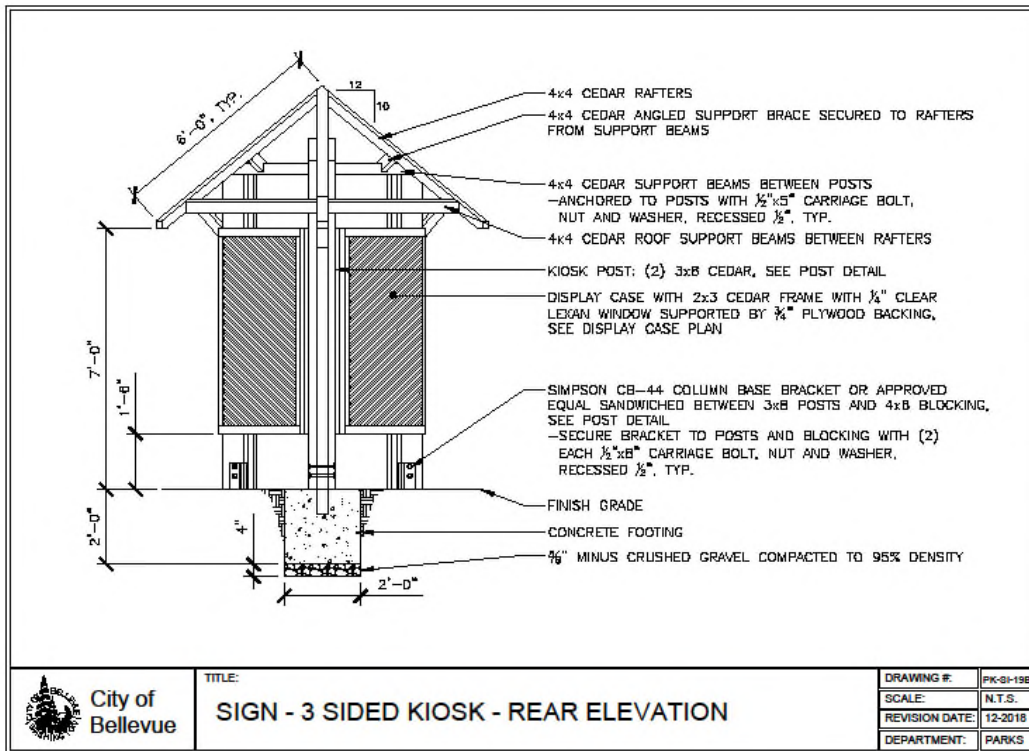 12
10
6'-0", TYP.
4x4 CEDAR RAFTERS
4x4 CEDAR ANGLED SUPPORT BRACE SECURED TO RAFTERS
FROM SUPPORT BEAMS
4x4 CEDAR SUPPORT BEAMS BETWEEN POSTS
-ANCHORED TO POSTS WITH ½"x5" CARRIAGE BOLT,
NUT AND WASHER, RECESSED ½", TYP.
4x4 CEDAR ROOF SUPPORT BEAMS BETWEEN RAFTERS
KIOSK POST: (2) 3x8 CEDAR, SEE POST DETAIL
DISPLAY CASE WITH 2x3 CEDAR FRAME WITH ¼" CLEAR
LEXAN WINDOW SUPPORTED BY ¾" PLYWOOD BACKING,
SEE DISPLAY CASE PLAN
7'-0"
1'-6"
SIMPSON CB-44 COLUMN BASE BRACKET OR APPROVED
EQUAL SANDWICHED BETWEEN 3x8 POSTS AND 4x8 BLOCKING,
SEE POST DETAIL
-SECURE BRACKET TO POSTS AND BLOCKING WITH (2)
EACH ½"x8" CARRIAGE BOLT, NUT AND WASHER,
RECESSED ½", TYP.
FINISH GRADE
2'-0"
4"
CONCRETE FOOTING
MINUS CRUSHED GRAVEL COMPACTED TO 95% DENSITY
2'-0"
City of
Bellevue
TITLE:
SIGN - 3 SIDED KIOSK - REAR ELEVATION
DRAWING #: PK-SI-19B
SCALE: N.T.S.
REVISION DATE: 12-2018
DEPARTMENT: PARKS